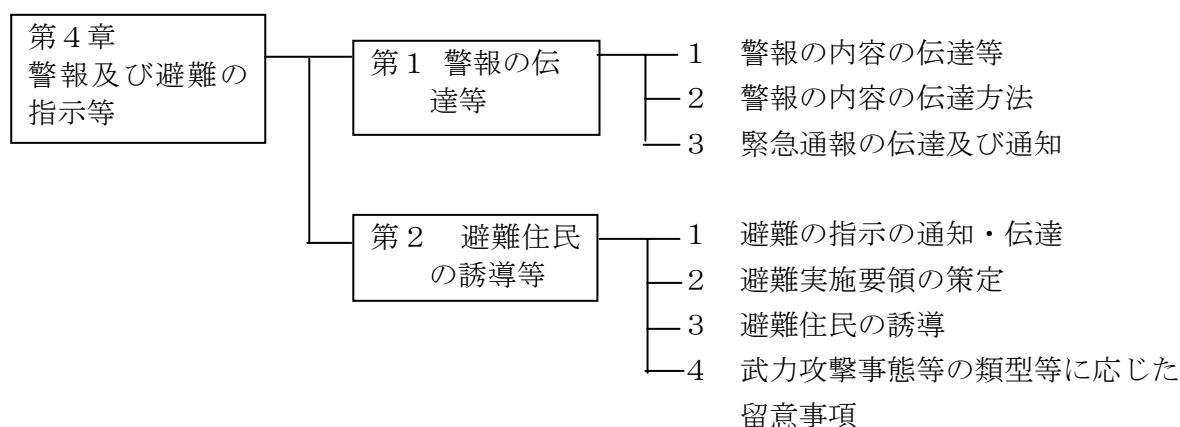 第4章
警報及び避難の
指示等
第1 警報の伝
達等
1 警報の内容の伝達等
2 警報の内容の伝達方法
3 緊急通報の伝達及び通知
第2 避難住民
の誘導等
1 避難の指示の通知・伝達
2 避難実施要領の策定
3 避難住民の誘導
4 武力攻撃事態等の類型等に応じた
留意事項